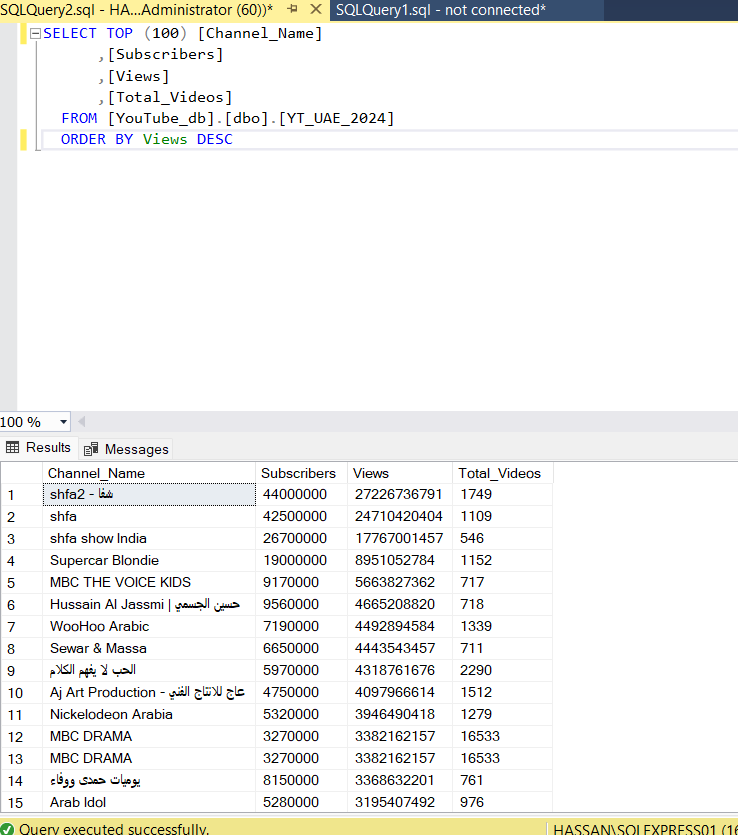 SQLQuery2.sql - HA...Administrator (60))* SQLQuery1.sql - not connected*
SELECT TOP (100) [Channel_Name]
,[Subscribers]
,[Views]
,[Total_Videos]
FROM [YouTube_db].[dbo].[YT_UAE_2024]
ORDER BY Views DESC
100 %
Results Messages
Channel_Name Subscribers Views Total_Videos
1 shfa2 - شفا 44000000 27226736791 1749
2 shfa 42500000 24710420404 1109
3 shfa show India 26700000 17767001457 546
4 Supercar Blondie 19000000 8951052784 1152
5 MBC THE VOICE KIDS 9170000 5663827362 717
6 Hussain Al Jassmi | حسين الجسمي 9560000 4665208820 718
7 WooHoo Arabic 7190000 4492894584 1339
8 Sewar & Massa 6650000 4443543457 711
9 الحب لا يفهم الكلام 5970000 4318761676 2290
10 Aj Art Production - عاج للانتاج الفني 4750000 4097966614 1512
11 Nickelodeon Arabia 5320000 3946490418 1279
12 MBC DRAMA 3270000 3382162157 16533
13 MBC DRAMA 3270000 3382162157 16533
14 يوميات حمدى ووفاء 8150000 3368632201 761
15 Arab Idol 5280000 3195407492 976
Query executed successfully. HASSAN\SQLEXPRESS01 (16